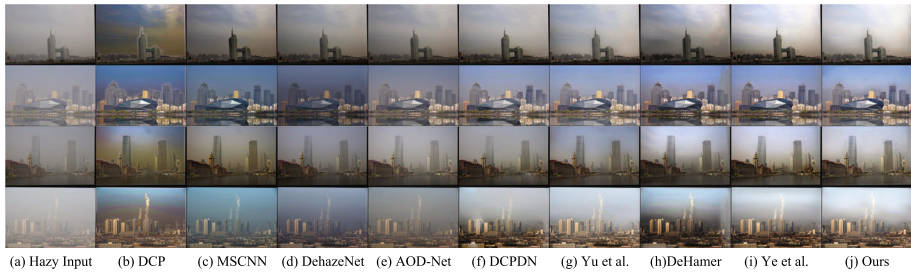 (a) Hazy Input (b) DCP (c) MSCNN (d) DehazeNet (e) AOD-Net (f) DCPDN (g) Yu et al. (h)DeHamer (i) Ye et al. (j) Ours